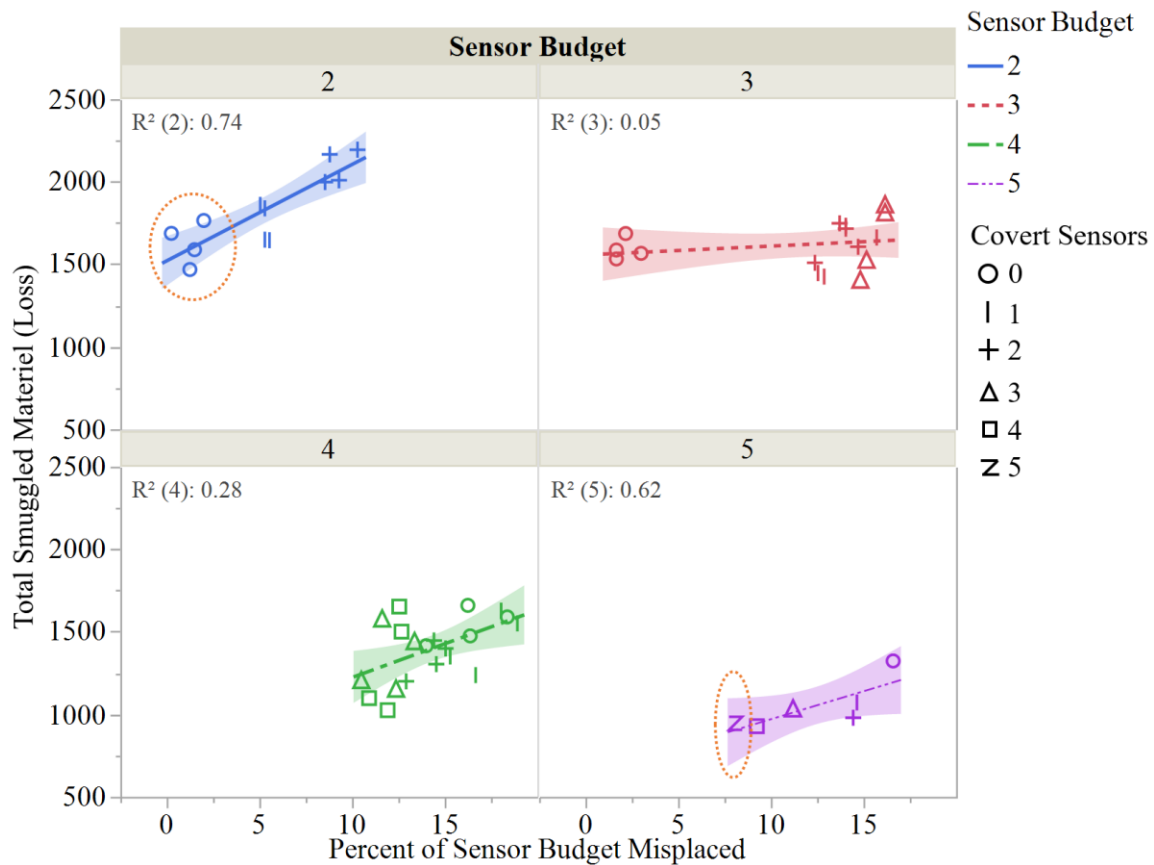 Sensor Budget
2 3
R² (2): 0.74
R² (3): 0.05
2500
2000
1500
1000
500
4 5
R² (4): 0.28
R² (5): 0.62
2500
2000
1500
1000
500
0 5 10 15 0 5 10 15
Total Smuggled Materiel (Loss)
Percent of Sensor Budget Misplaced
Sensor Budget
2
3
4
5
Covert Sensors
0
1
2
3
4
5